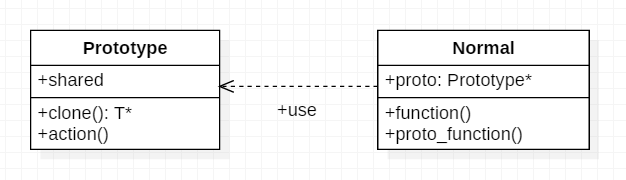 Prototype
+shared
+clone(): T*
+action()
+use
Normal
+proto: Prototype*
+function()
+proto_function()